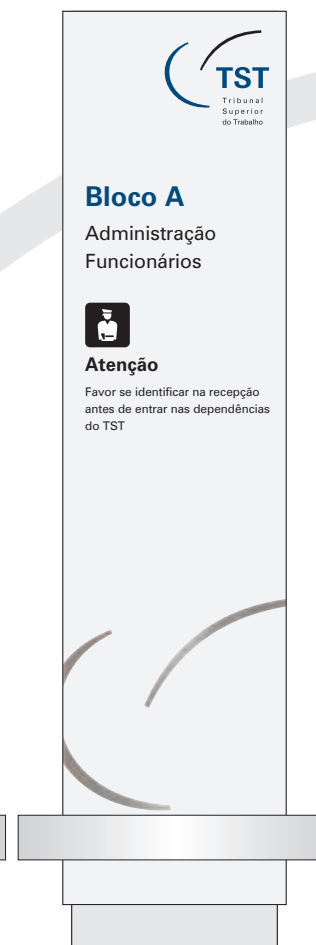 TST
Tribunal
Superior
do Trabalho
Bloco A
Administração
Funcionários
Atenção
Favor se identificar na recepção
antes de entrar nas dependências
do TST